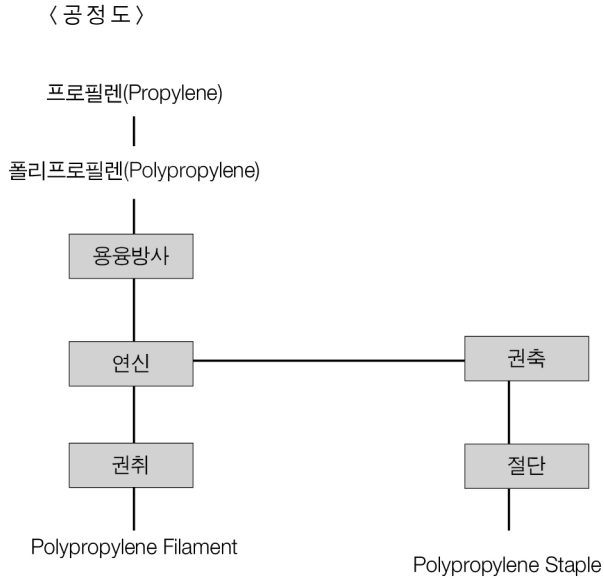 〈공정도〉
프로필렌(Propylene)
폴리프로필렌(Polypropylene)
용융방사
연신
권축
권취
절단
Polypropylene Filament
Polypropylene Staple